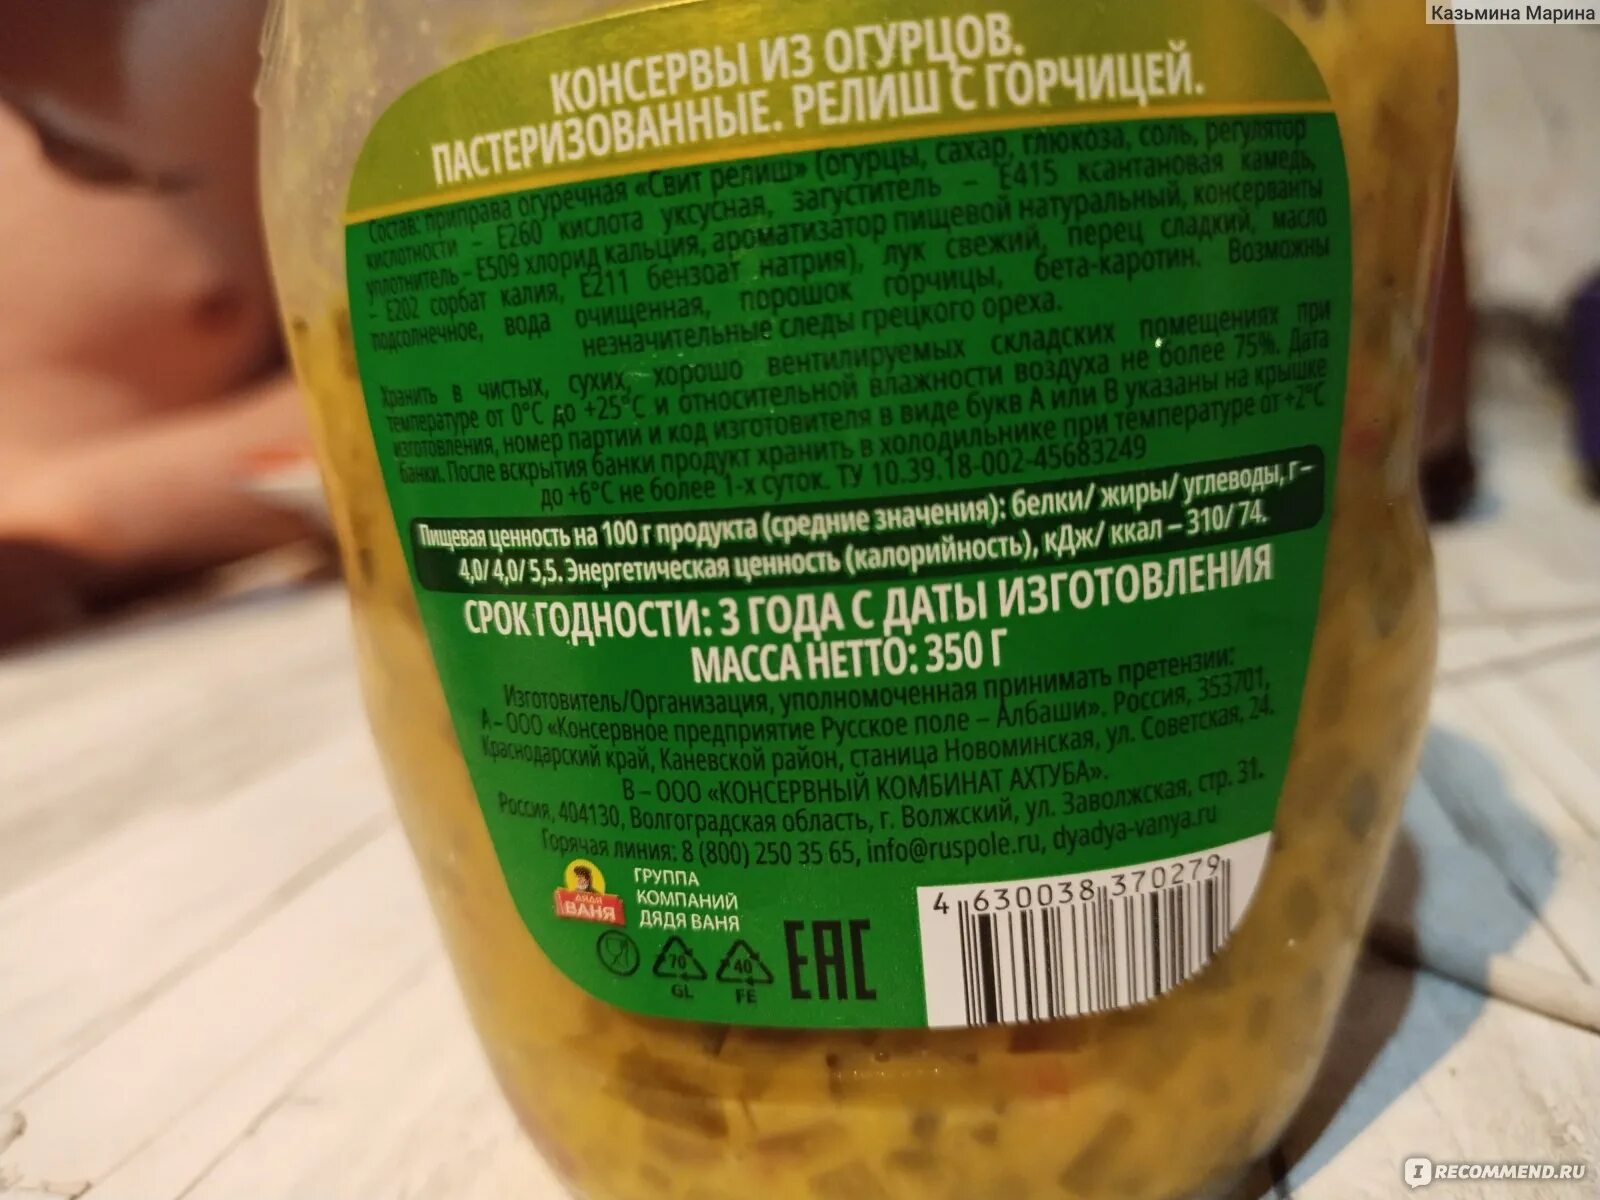 Казьмина Марина
КОНСЕРВЫ ИЗ ОГУРЦОВ.
ПАСТЕРИЗОВАННЫЕ. РЕЛИШ С ГОРЧИЦЕЙ.
Состав: приправа огуречная «Свит релиш» (огурцы, сахар, глюкоза, соль, регулятор
кислотности – Е260 кислота уксусная, загуститель – Е415 ксантановая камедь,
уплотнитель – Е509 хлорид кальция, ароматизатор пищевой натуральный, консерванты
– Е202 сорбат калия, Е211 бензоат натрия), лук свежий, перец сладкий, масло
подсолнечное, вода очищенная, порошок горчицы, бета-каротин. Возможны
незначительные следы грецкого ореха.
Хранить в чистых, сухих, хорошо вентилируемых складских помещениях при
температуре от 0°С до +25°С и относительной влажности воздуха не более 75%. Дата
изготовления, номер партии и код изготовителя в виде букв А или В указаны на крышке
банки. После вскрытия банки продукт хранить в холодильнике при температуре от +2°С
до +6°С не более 1-х суток. ТУ 10.39.18-002-45683249
Пищевая ценность на 100 г продукта (средние значения): белки/ жиры/ углеводы, г –
4,0/ 4,0/ 5,5. Энергетическая ценность (калорийность), кДж/ ккал – 310/ 74.
СРОК ГОДНОСТИ: 3 ГОДА С ДАТЫ ИЗГОТОВЛЕНИЯ
МАССА НЕТТО: 350 Г
Изготовитель/Организация, уполномоченная принимать претензии:
А – ООО «Консервное предприятие Русское поле – Албаши». Россия, 353701,
Краснодарский край, Каневской район, станица Новоминская, ул. Советская, 24.
В – ООО «КОНСЕРВНЫЙ КОМБИНАТ АХТУБА».
Россия, 404130, Волгоградская область, г. Волжский, ул. Заволжская, стр. 31.
Горячая линия: 8 (800) 250 35 65, info@ruspole.ru, dyadya-vanya.ru
ДЯДЯ
ВАНЯ
ГРУППА
КОМПАНИЙ
ДЯДЯ ВАНЯ
70
GL
40
FE
EAC
4 630038 370279
IRECOMMEND.RU